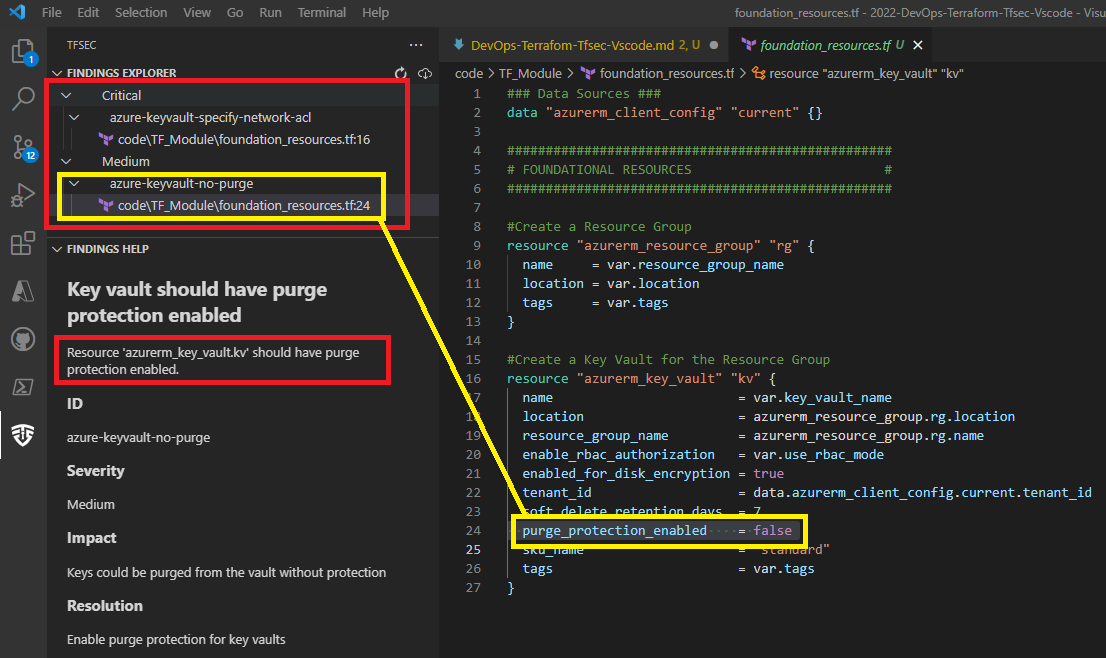 File Edit Selection View Go Run Terminal Help
foundation_resources.tf - 2022-DevOps-Terraform-Tfsec-Vscode - Visu
TFSEC
FINDINGS EXPLORER
Critical
azure-keyvault-specify-network-acl
code\TF_Module\foundation_resources.tf:16
Medium
azure-keyvault-no-purge
code\TF_Module\foundation_resources.tf:24
FINDINGS HELP
Key vault should have purge
protection enabled
Resource 'azurerm_key_vault.kv' should have purge
protection enabled.
ID
azure-keyvault-no-purge
Severity
Medium
Impact
Keys could be purged from the vault without protection
Resolution
Enable purge protection for key vaults
1
12
DevOps-Terrafom-Tfsec-Vscode.md 2, U
foundation_resources.tf U
code > TF_Module > foundation_resources.tf > resource "azurerm_key_vault" "kv"
1 ### Data Sources ###
2 data "azurerm_client_config" "current" {}
3
4 ##################################################
5 # FOUNDATIONAL RESOURCES #
6 ##################################################
7
8 #Create a Resource Group
9 resource "azurerm_resource_group" "rg" {
10 name = var.resource_group_name
11 location = var.location
12 tags = var.tags
13 }
14
15 #Create a Key Vault for the Resource Group
16 resource "azurerm_key_vault" "kv" {
17 name = var.key_vault_name
18 location = azurerm_resource_group.rg.location
19 resource_group_name = azurerm_resource_group.rg.name
20 enable_rbac_authorization = var.use_rbac_mode
21 enabled_for_disk_encryption = true
22 tenant_id = data.azurerm_client_config.current.tenant_id
23 soft_delete_retention_days = 7
24 purge_protection_enabled = false
25 sku_name = "standard"
26 tags = var.tags
27 }